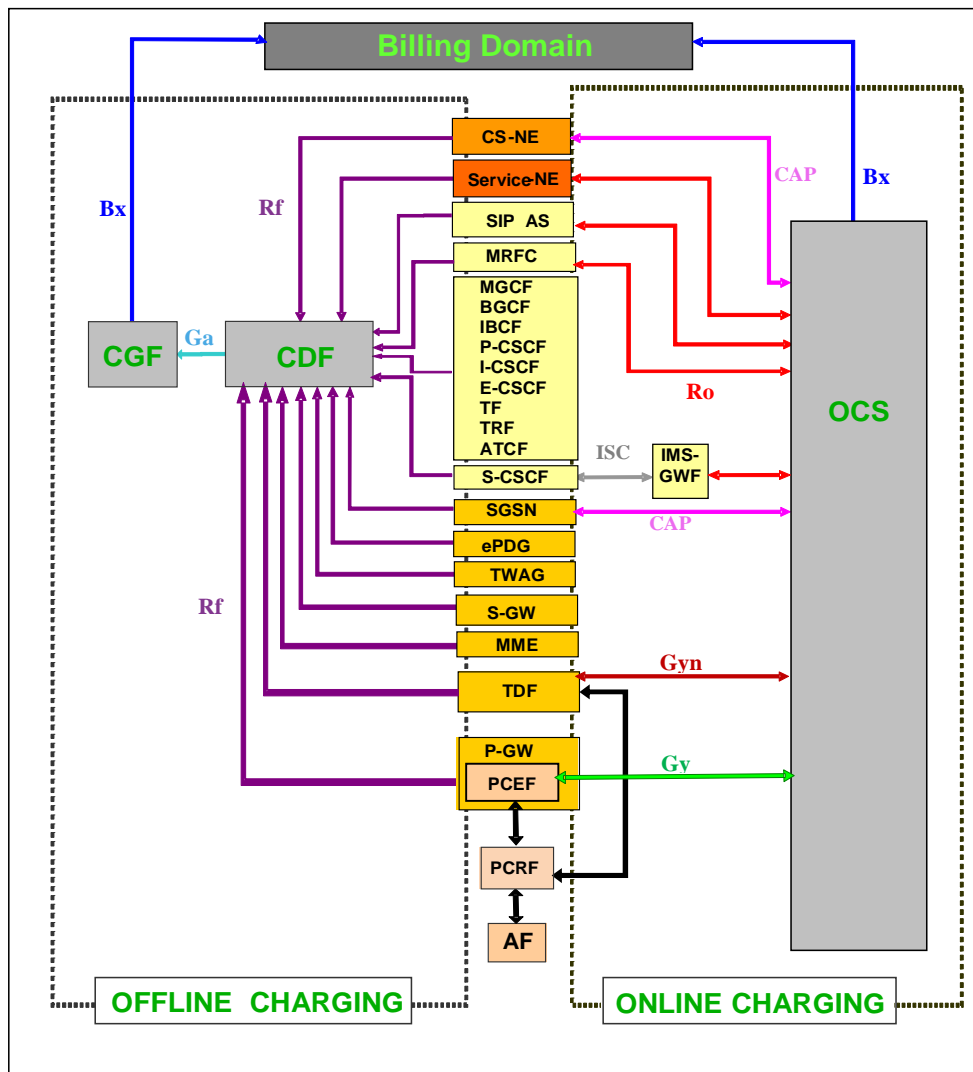 Billing Domain
CS-NE
CAP
Service-NE
Bx
Rf
Bx
SIP AS
MRFC
MGCF
BGCF
IBCF
P-CSCF
I-CSCF
E-CSCF
TF
TRF
ATCF
Ga
CGF
CDF
Ro
OCS
ISC
IMS-
GWF
S-CSCF
SGSN
CAP
ePDG
TWAG
Rf
S-GW
MME
Gyn
TDF
P-GW
PCEF
Gy
PCRF
AF
OFFLINE CHARGING
ONLINE CHARGING